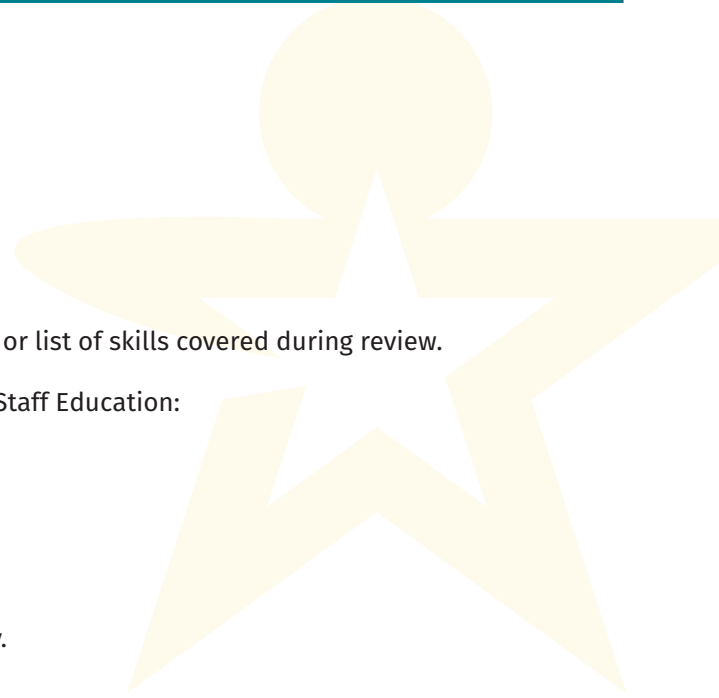 or list of skills covered during review.
Staff Education: